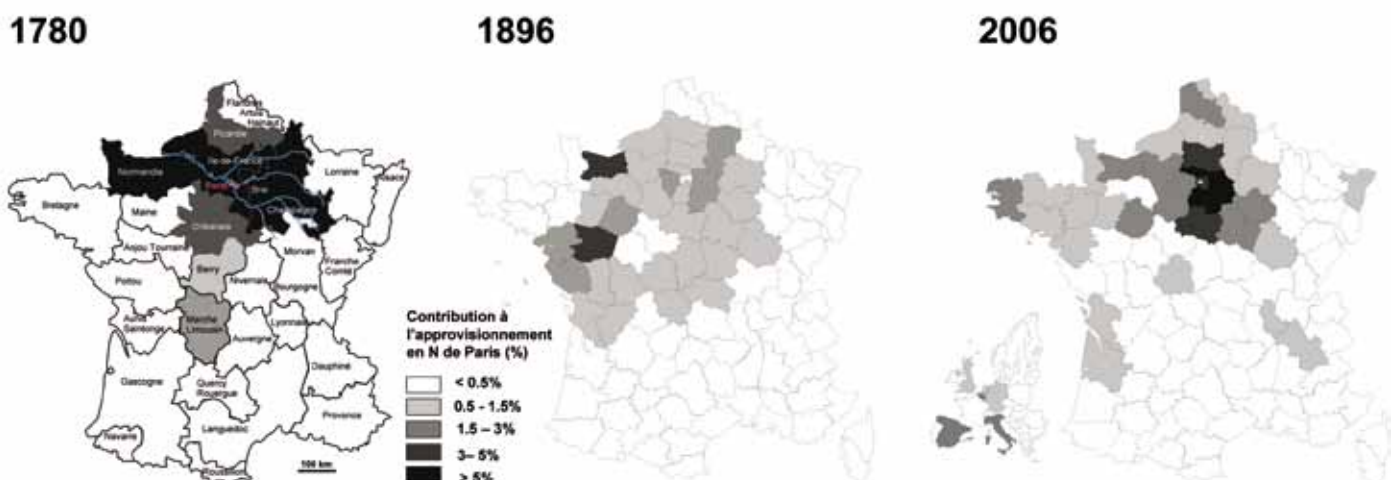 1780
1896
2006
Flandres
Artois
Hainaut
Picardie
Ile-de-France
Normandie
Lorraine
Alsace
Paris
Brie
Champagne
Bretagne
Maine
Orléanais
Anjou Touraine
Morvan
Berry
Franche
Comté
Poitou
Nivernais
Bourgogne
Aunis
Saintonge
Marche
Limousin
Lyonnais
Auvergne
Dauphiné
Gascogne
Quercy
Rouergue
Provence
Languedoc
Navarre
Roussillon
100 km
Contribution à
l'approvisionnement
en N de Paris (%)
< 0.5%
0.5 - 1.5%
1.5 – 3%
3– 5%
> 5%